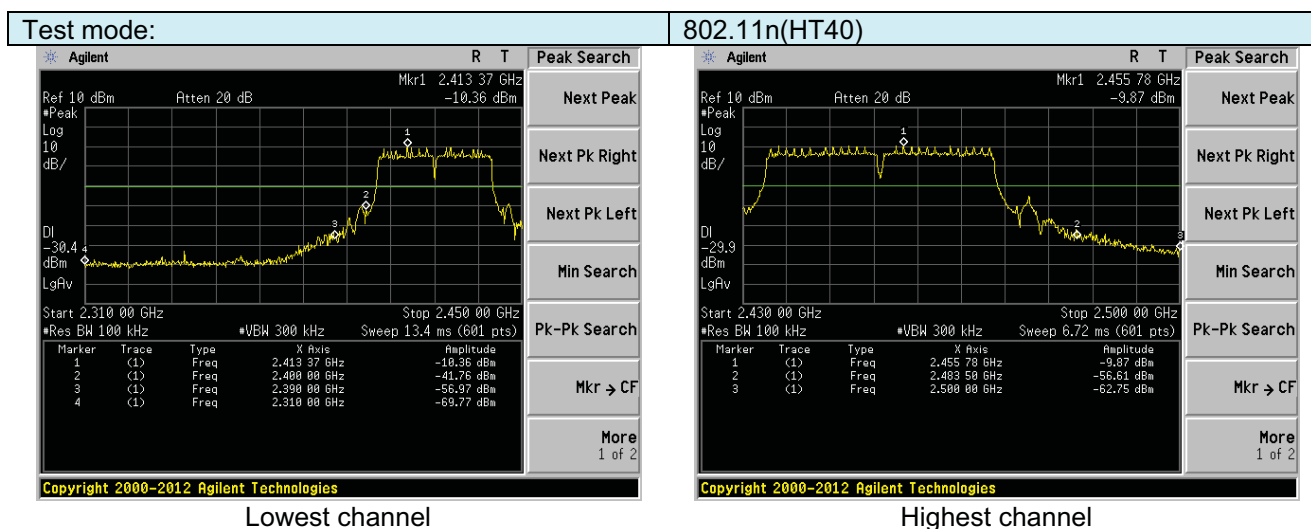 Test mode: 802.11n(HT40)
Agilent R T Peak Search
Mkr1 2.413 37 GHz
Ref 10 dBm Atten 20 dB -10.36 dBm
#Peak
Log
10
dB/
1
2
3
4
DI
-30.4
dBm
LgAv
Start 2.310 00 GHz Stop 2.450 00 GHz
#Res BW 100 kHz #VBW 300 kHz Sweep 13.4 ms (601 pts)
Marker Trace Type X Axis Amplitude
1 (1) Freq 2.413 37 GHz -10.36 dBm
2 (1) Freq 2.400 00 GHz -41.76 dBm
3 (1) Freq 2.390 00 GHz -56.97 dBm
4 (1) Freq 2.310 00 GHz -69.77 dBm
Next Peak
Next Pk Right
Next Pk Left
Min Search
Pk-Pk Search
Mkr → CF
More
1 of 2
Copyright 2000-2012 Agilent Technologies
Lowest channel
Agilent R T Peak Search
Mkr1 2.455 78 GHz
Ref 10 dBm Atten 20 dB -9.87 dBm
#Peak
Log
10
dB/
1
2
3
DI
-29.9
dBm
LgAv
Start 2.430 00 GHz Stop 2.500 00 GHz
#Res BW 100 kHz #VBW 300 kHz Sweep 6.72 ms (601 pts)
Marker Trace Type X Axis Amplitude
1 (1) Freq 2.455 78 GHz -9.87 dBm
2 (1) Freq 2.483 50 GHz -56.61 dBm
3 (1) Freq 2.500 00 GHz -62.75 dBm
Next Peak
Next Pk Right
Next Pk Left
Min Search
Pk-Pk Search
Mkr → CF
More
1 of 2
Copyright 2000-2012 Agilent Technologies
Highest channel